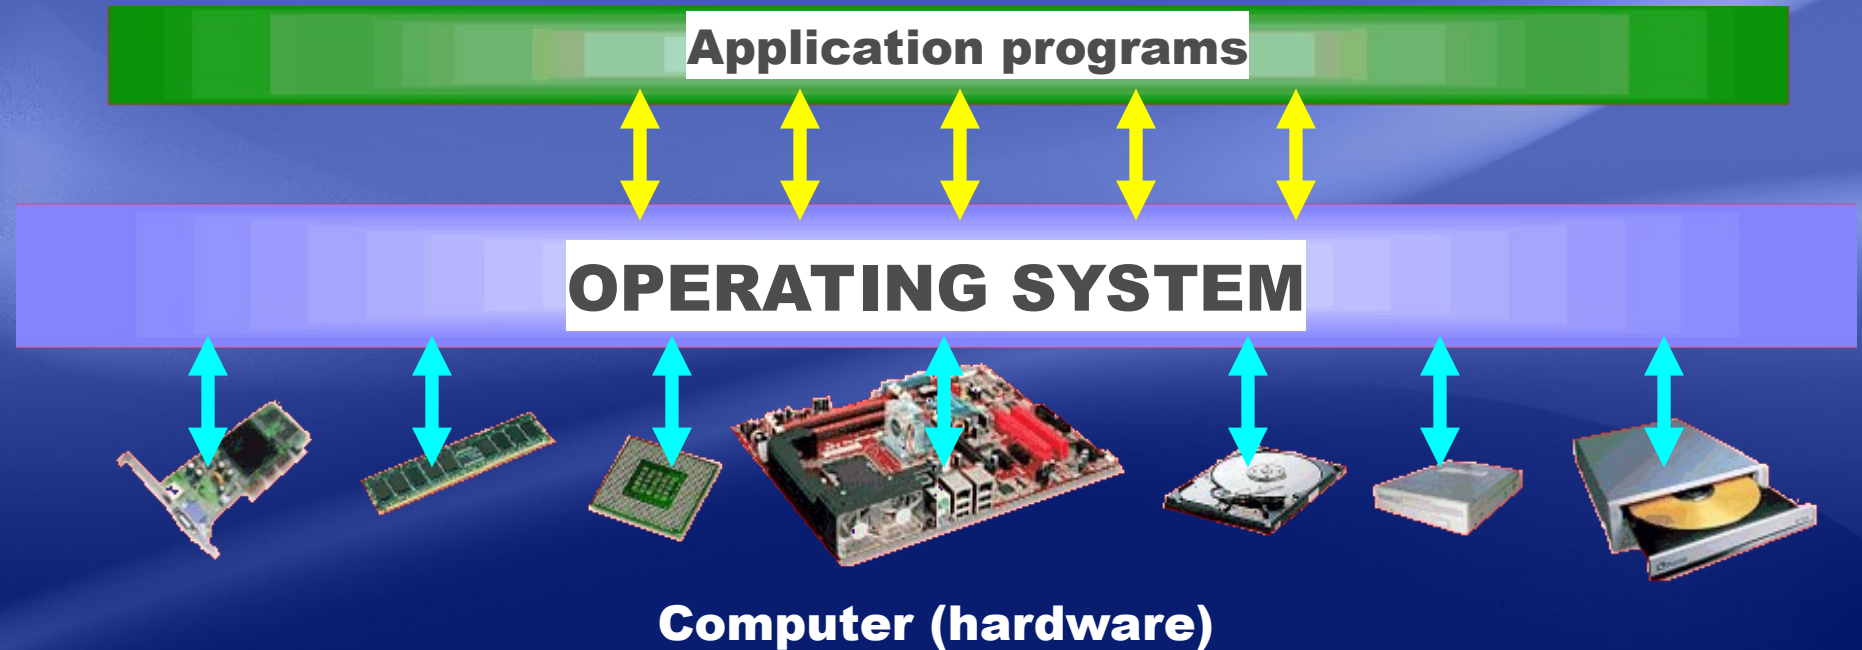 Application programs
OPERATING SYSTEM
Computer (hardware)